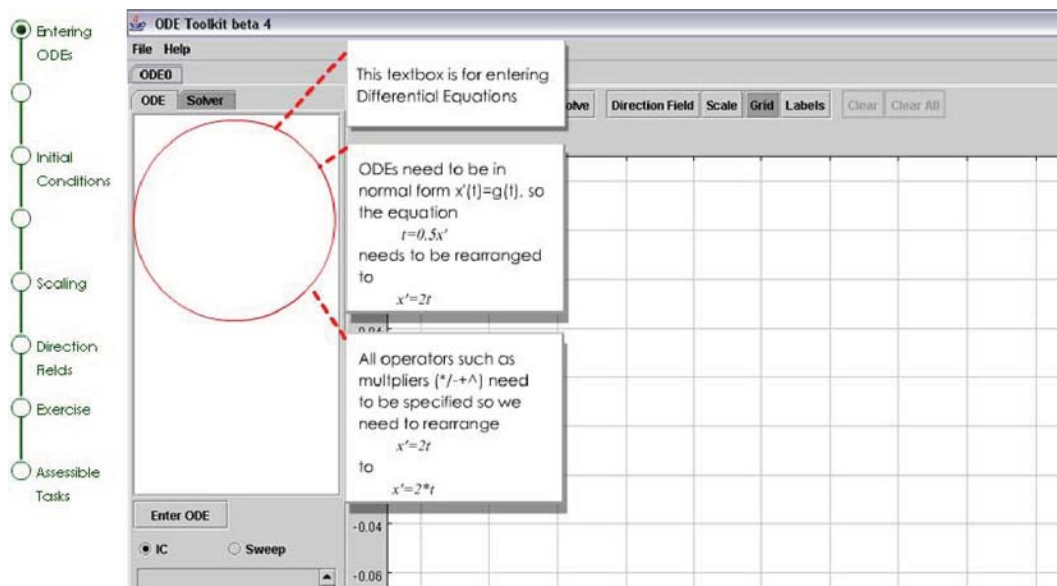 Entering
ODEs
Initial
Conditions
Scaling
Direction
Fields
Exercise
Assessible
Tasks
ODE Toolkit beta 4
File Help
ODE0
ODE Solver
olve Direction Field Scale Grid Labels Clear Clear All
This textbox is for entering
Differential Equations
ODEs need to be in
normal form x'(t)=g(t), so
the equation
t=0.5x'
needs to be rearranged
to
x'=2t
All operators such as
multpliers (*/-+^) need
to be specified so we
need to rearrange
x'=2t
to
x'=2*t
Enter ODE
IC Sweep
-0.04
-0.06